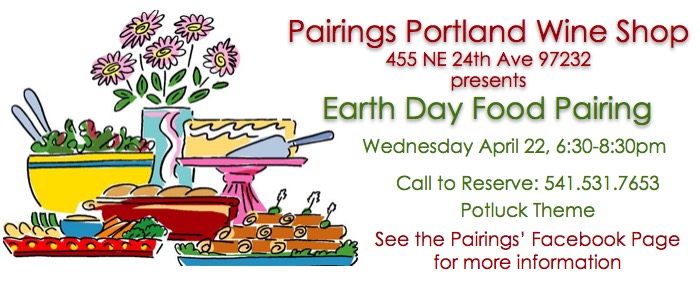 Pairings Portland Wine Shop
455 NE 24th Ave 97232
presents
Earth Day Food Pairing
Wednesday April 22, 6:30-8:30pm
Call to Reserve: 541.531.7653
Potluck Theme
See the Pairings’ Facebook Page
for more information